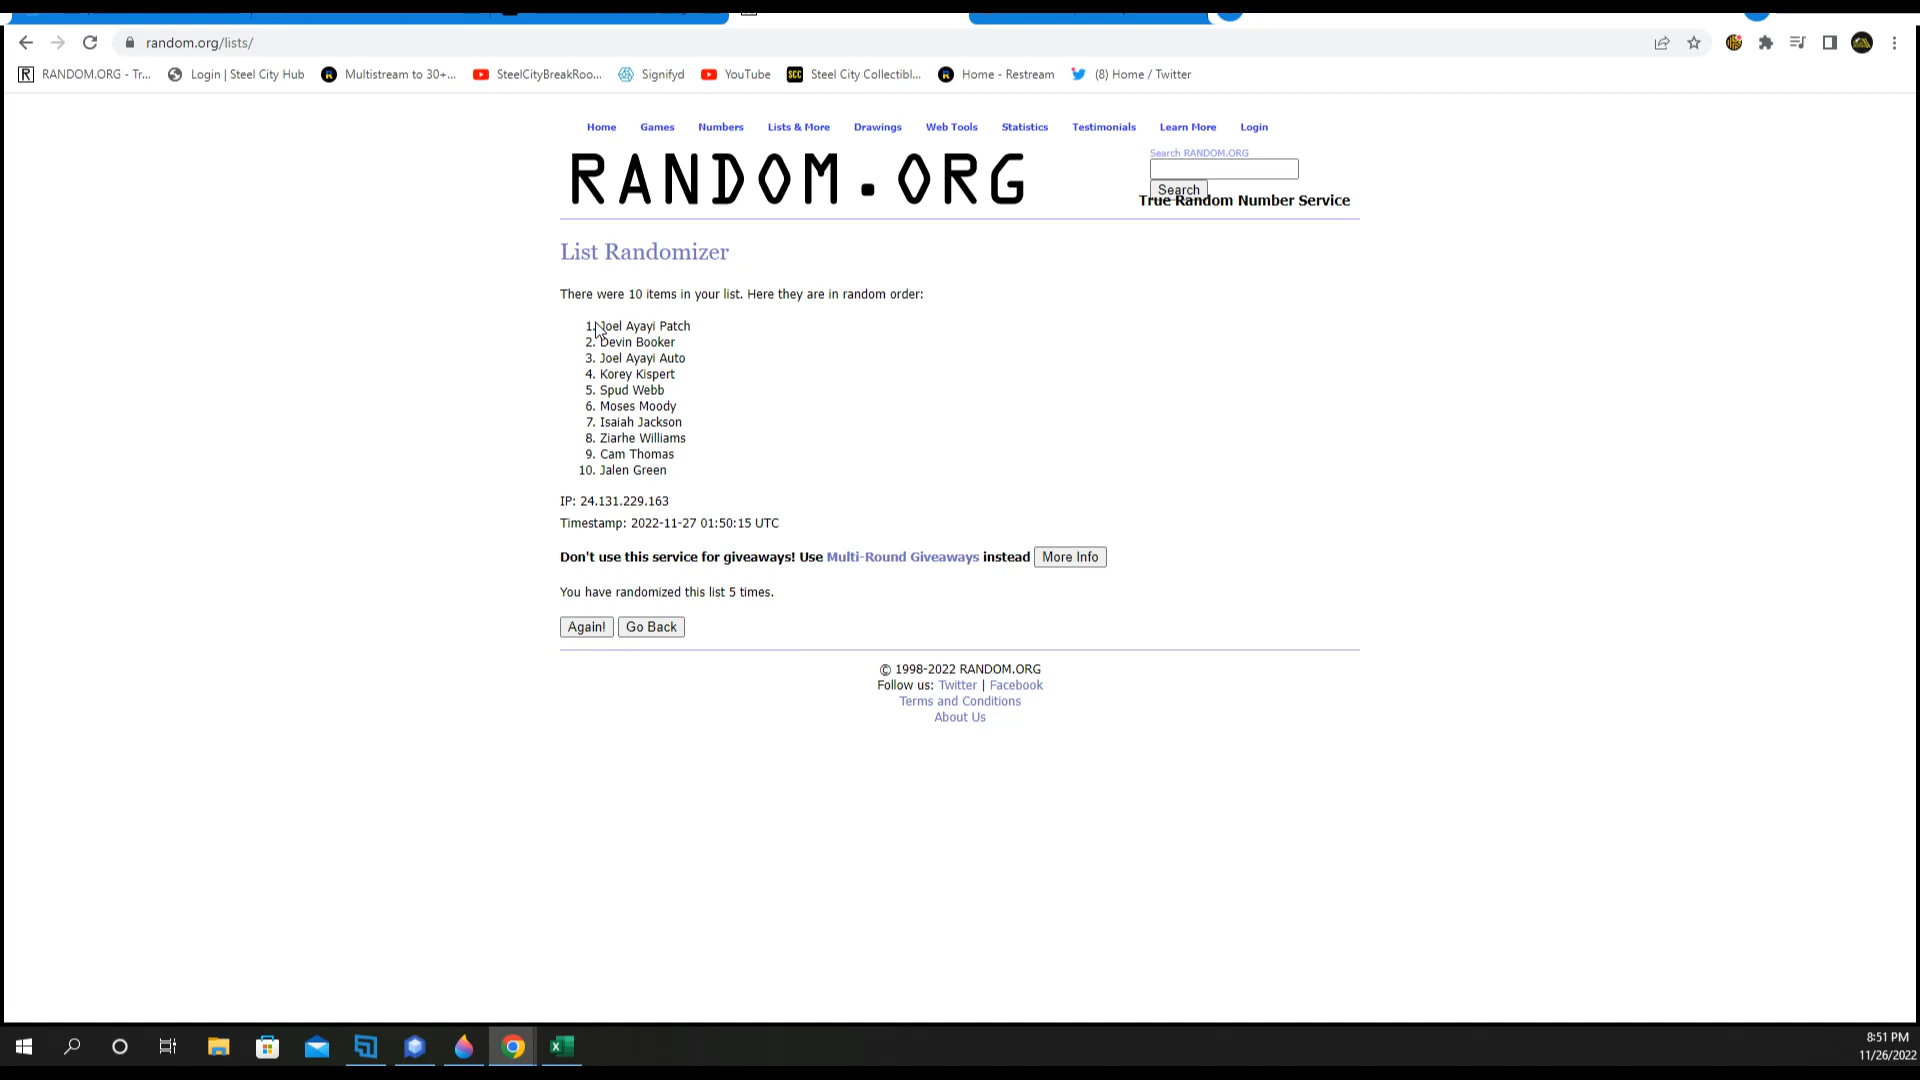 random.org/lists/
RANDOM.ORG - Tr...
Login | Steel City Hub
Multistream to 30+...
SteelCityBreakRoo...
Signifyd
YouTube
SCC
Steel City Collectibl...
Home - Restream
(8) Home / Twitter
Home Games Numbers Lists & More Drawings Web Tools Statistics Testimonials Learn More Login
Search RANDOM.ORG
RANDOM.ORG
Search
True Random Number Service
List Randomizer
There were 10 items in your list. Here they are in random order:
1. Joel Ayayi Patch
2. Devin Booker
3. Joel Ayayi Auto
4. Korey Kispert
5. Spud Webb
6. Moses Moody
7. Isaiah Jackson
8. Ziarhe Williams
9. Cam Thomas
10. Jalen Green
IP: 24.131.229.163
Timestamp: 2022-11-27 01:50:15 UTC
Don't use this service for giveaways! Use Multi-Round Giveaways instead More Info
You have randomized this list 5 times.
Again! Go Back
© 1998-2022 RANDOM.ORG
Follow us: Twitter | Facebook
Terms and Conditions
About Us
8:51 PM
11/26/2022